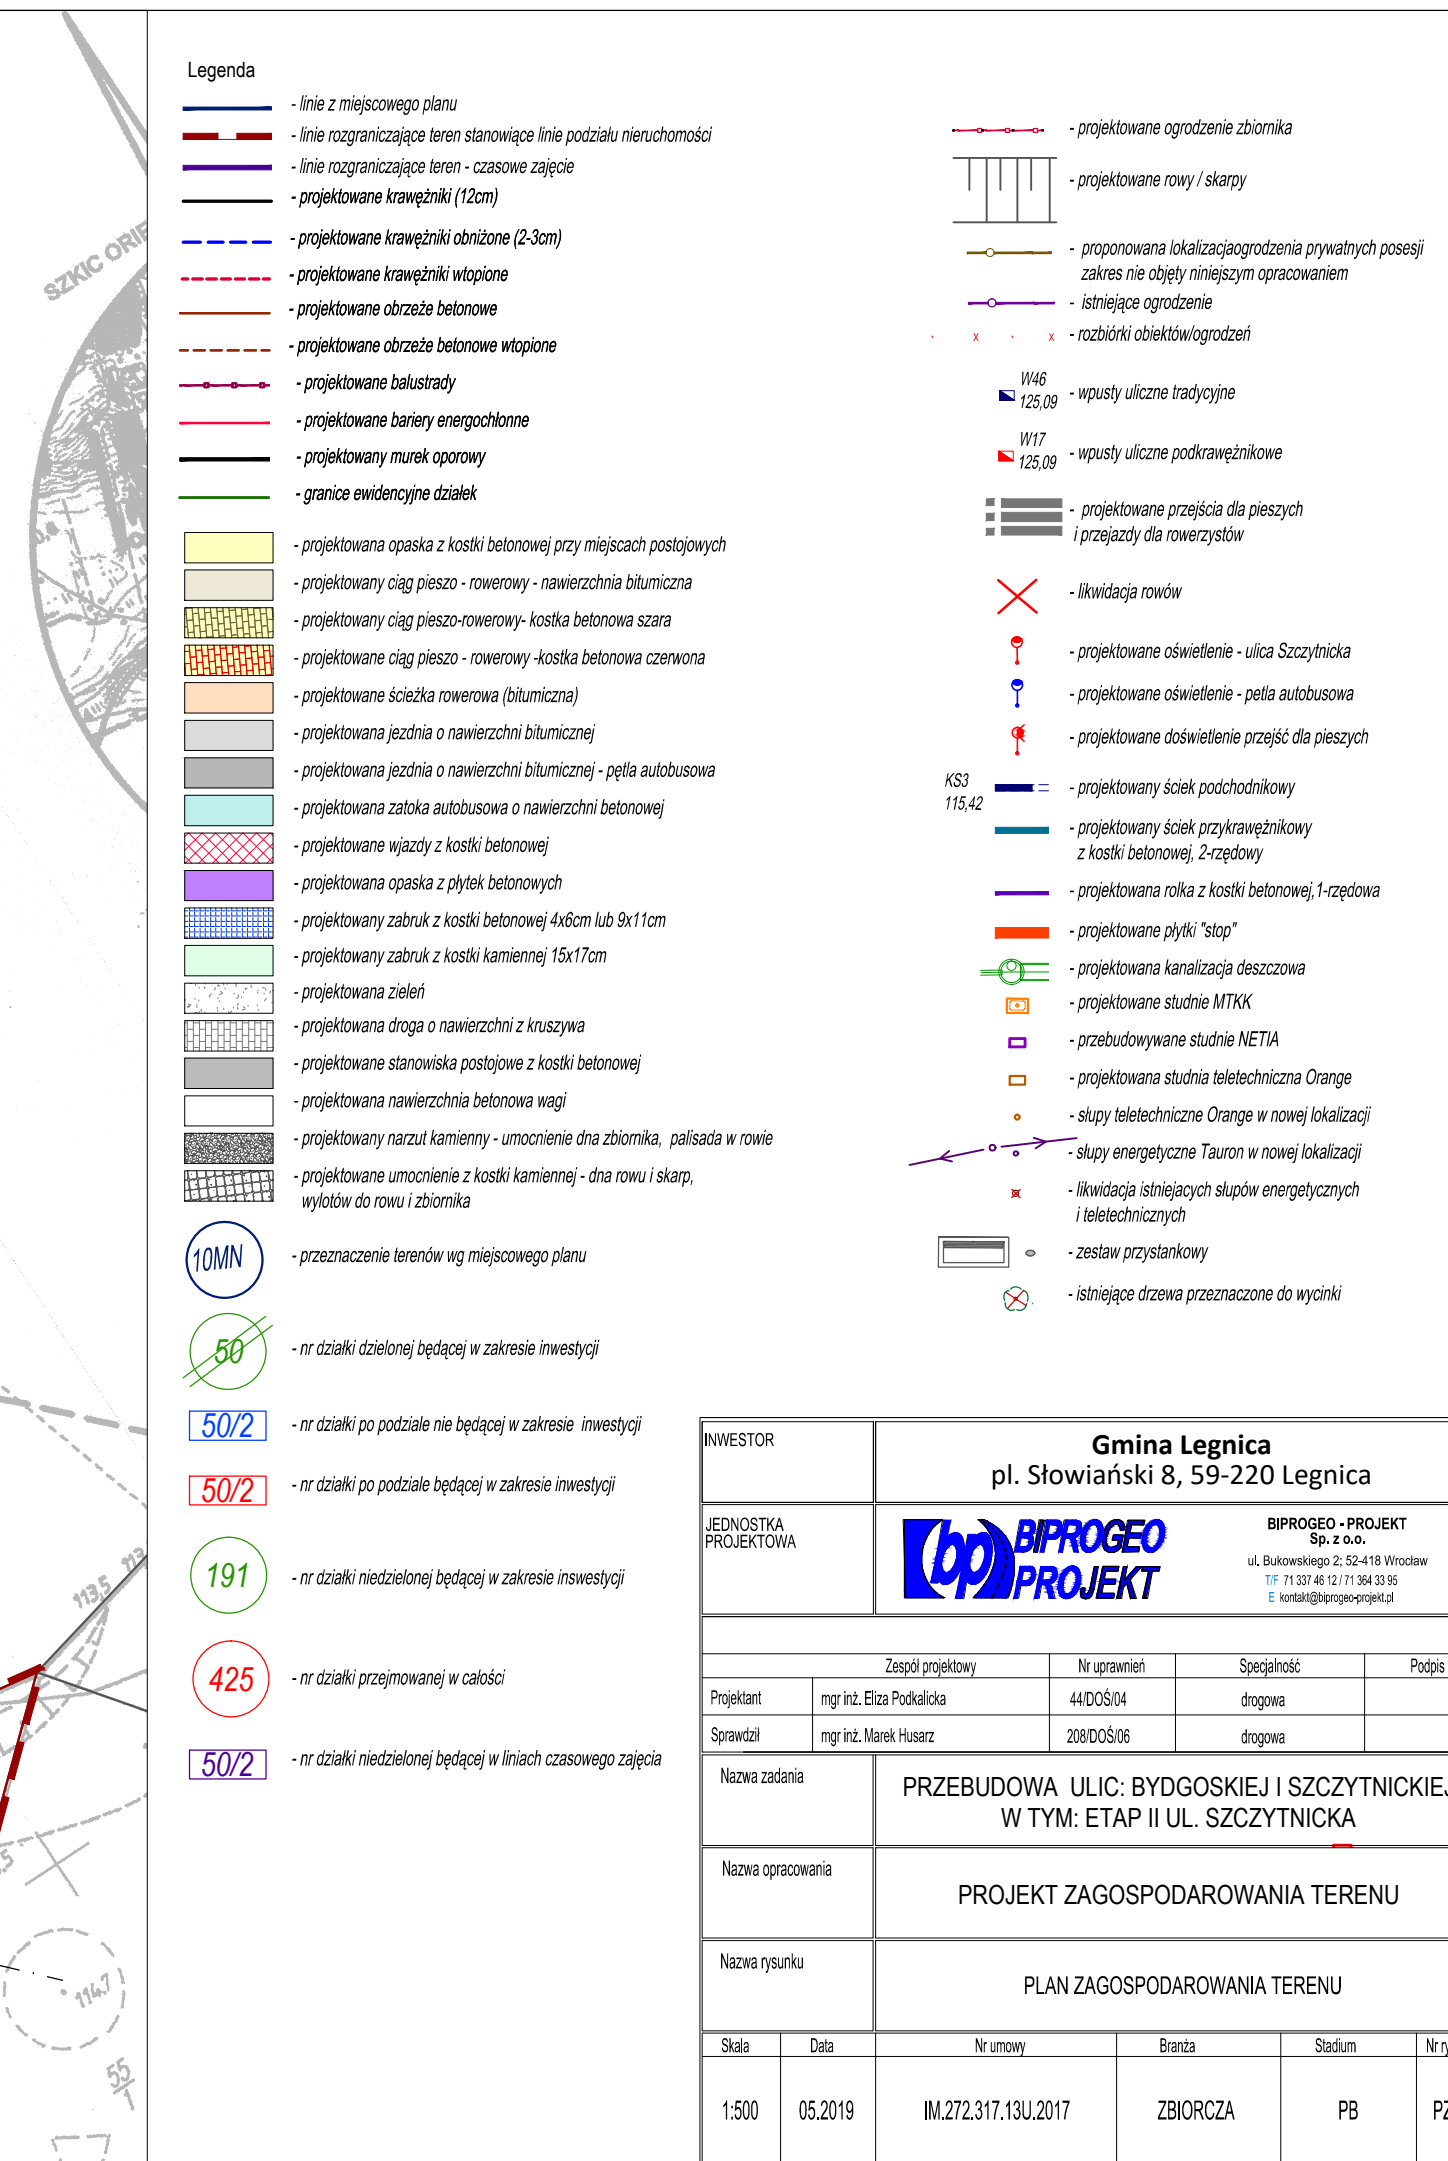 SZKIC ORIE
Legenda
- linie z miejscowego planu
- linie rozgraniczające teren stanowiące linie podziału nieruchomości
- linie rozgraniczające teren - czasowe zajęcie
- projektowane krawężniki (12cm)
- projektowane krawężniki obniżone (2-3cm)
- projektowane krawężniki wtopione
- projektowane obrzeże betonowe
- projektowane obrzeże betonowe wtopione
- projektowane balustrady
- projektowane bariery energochłonne
- projektowany murek oporowy
- granice ewidencyjne działek
- projektowana opaska z kostki betonowej przy miejscach postojowych
- projektowany ciąg pieszo - rowerowy - nawierzchnia bitumiczna
- projektowany ciąg pieszo-rowerowy- kostka betonowa szara
- projektowane ciąg pieszo - rowerowy -kostka betonowa czerwona
- projektowane ścieżka rowerowa (bitumiczna)
- projektowana jezdnia o nawierzchni bitumicznej
- projektowana jezdnia o nawierzchni bitumicznej - pętla autobusowa
- projektowana zatoka autobusowa o nawierzchni betonowej
- projektowane wjazdy z kostki betonowej
- projektowana opaska z płytek betonowych
- projektowany zabruk z kostki betonowej 4x6cm lub 9x11cm
- projektowany zabruk z kostki kamiennej 15x17cm
- projektowana zieleń
- projektowana droga o nawierzchni z kruszywa
- projektowane stanowiska postojowe z kostki betonowej
- projektowana nawierzchnia betonowa wagi
- projektowany narzut kamienny - umocnienie dna zbiornika, palisada w rowie
- projektowane umocnienie z kostki kamiennej - dna rowu i skarp,
wylotów do rowu i zbiornika
10MN - przeznaczenie terenów wg miejscowego planu
50 - nr działki dzielonej będącej w zakresie inwestycji
50/2 - nr działki po podziale nie będącej w zakresie inwestycji
50/2 - nr działki po podziale będącej w zakresie inwestycji
191 - nr działki niedzielonej będącej w zakresie inswestycji
425 - nr działki przejmowanej w całości
50/2 - nr działki niedzielonej będącej w liniach czasowego zajęcia
- projektowane ogrodzenie zbiornika
- projektowane rowy / skarpy
- proponowana lokalizacjaogrodzenia prywatnych posesji
zakres nie objęty niniejszym opracowaniem
- istniejące ogrodzenie
- rozbiórki obiektów/ogrodzeń
W46
125,09 - wpusty uliczne tradycyjne
W17
125,09 - wpusty uliczne podkrawężnikowe
- projektowane przejścia dla pieszych
i przejazdy dla rowerzystów
- likwidacja rowów
- projektowane oświetlenie - ulica Szczytnicka
- projektowane oświetlenie - petla autobusowa
- projektowane doświetlenie przejść dla pieszych
KS3
115,42 - projektowany ściek podchodnikowy
- projektowany ściek przykrawężnikowy
z kostki betonowej, 2-rzędowy
- projektowana rolka z kostki betonowej,1-rzędowa
- projektowane płytki "stop"
- projektowana kanalizacja deszczowa
- projektowane studnie MTKK
- przebudowywane studnie NETIA
- projektowana studnia teletechniczna Orange
- słupy teletechniczne Orange w nowej lokalizacji
- słupy energetyczne Tauron w nowej lokalizacji
- likwidacja istniejacych słupów energetycznych
i teletechnicznych
- zestaw przystankowy
- istniejące drzewa przeznaczone do wycinki
113,5 113
114.7
55
1
INWESTOR
Gmina Legnica
pl. Słowiański 8, 59-220 Legnica
JEDNOSTKA
PROJEKTOWA
bp BIPROGEO
PROJEKT
BIPROGEO - PROJEKT
Sp. z o.o.
ul. Bukowskiego 2; 52-418 Wrocław
T/F 71 337 46 12 / 71 364 33 95
E kontakt@biprogeo-projekt.pl
Zespół projektowy Nr uprawnień Specjalność Podpis
Projektant mgr inż. Eliza Podkalicka 44/DOŚ/04 drogowa
Sprawdził mgr inż. Marek Husarz 208/DOŚ/06 drogowa
Nazwa zadania
PRZEBUDOWA ULIC: BYDGOSKIEJ I SZCZYTNICKIEJ
W TYM: ETAP II UL. SZCZYTNICKA
Nazwa opracowania
PROJEKT ZAGOSPODAROWANIA TERENU
Nazwa rysunku
PLAN ZAGOSPODAROWANIA TERENU
Skala Data Nr umowy Branża Stadium Nr ry
1:500 05.2019 IM.272.317.13U.2017 ZBIORCZA PB PZ